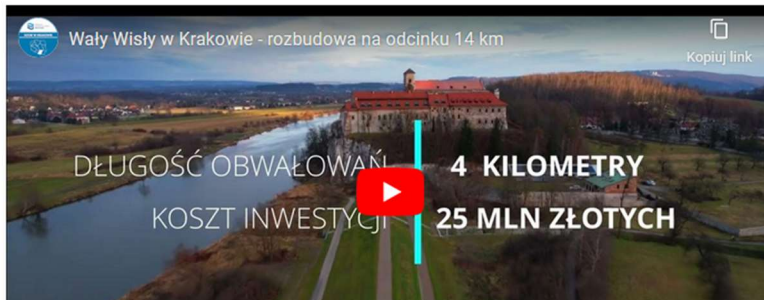 Wały Wisły w Krakowie - rozbudowa na odcinku 14 km
Kopiuj link
DŁUGOŚĆ OBWAŁOWAŃ 4 KILOMETRY
KOSZT INWESTYCJI 25 MLN ZŁOTYCH